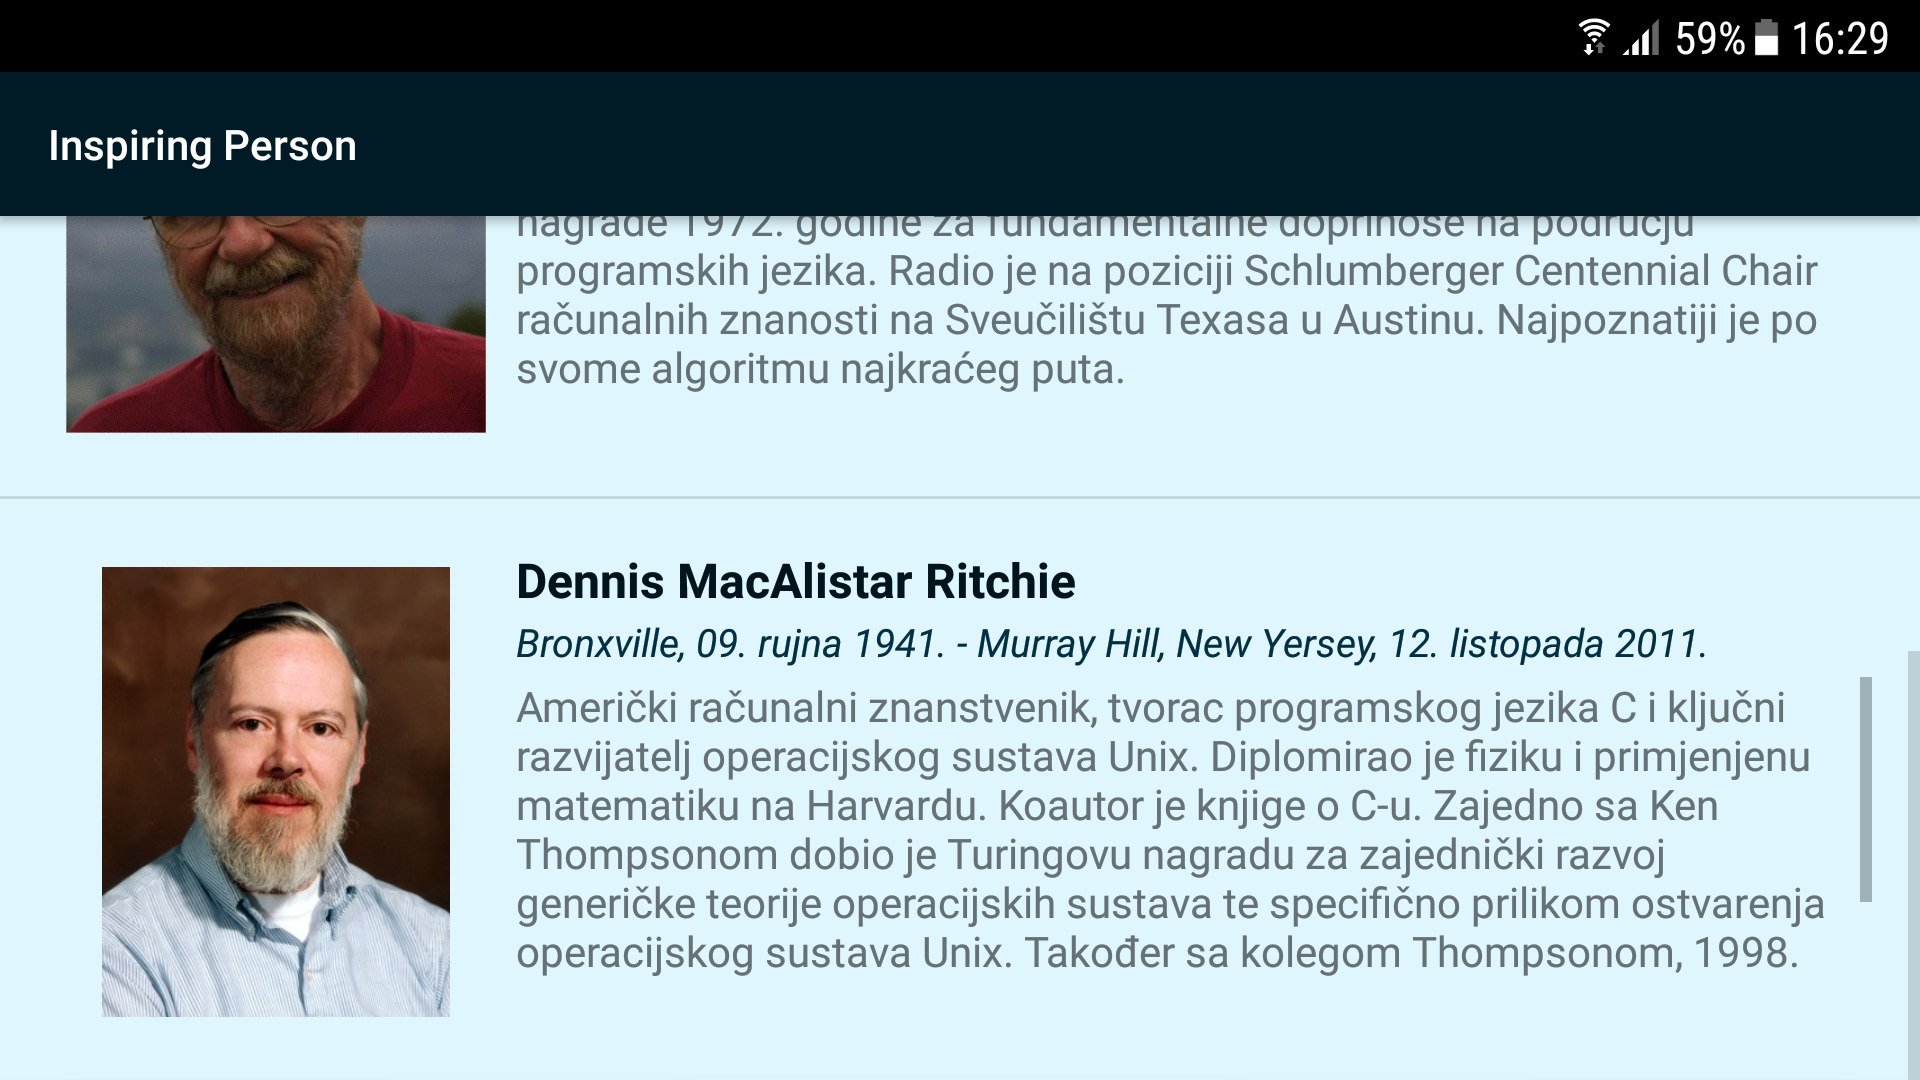 59% 16:29
Inspiring Person
nagrade 1972. godine za fundamentalne doprinose na području
programskih jezika. Radio je na poziciji Schlumberger Centennial Chair
računalnih znanosti na Sveučilištu Texasa u Austinu. Najpoznatiji je po
svome algoritmu najkraćeg puta.
Dennis MacAlistar Ritchie
Bronxville, 09. rujna 1941. - Murray Hill, New Yersey, 12. listopada 2011.
Američki računalni znanstvenik, tvorac programskog jezika C i ključni
razvijatelj operacijskog sustava Unix. Diplomirao je fiziku i primjenjenu
matematiku na Harvardu. Koautor je knjige o C-u. Zajedno sa Ken
Thompsonom dobio je Turingovu nagradu za zajednički razvoj
generičke teorije operacijskih sustava te specifično prilikom ostvarenja
operacijskog sustava Unix. Također sa kolegom Thompsonom, 1998.